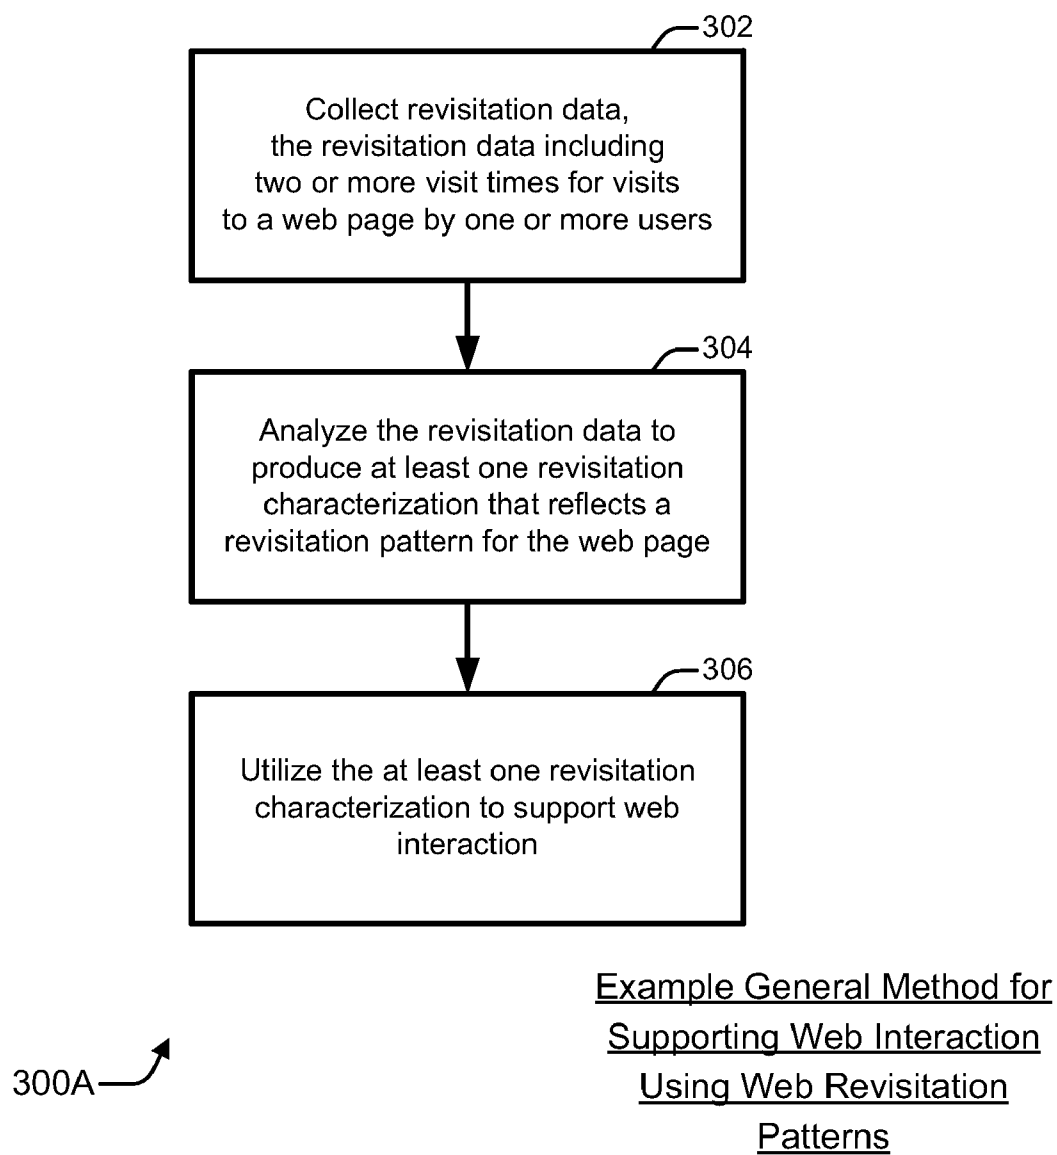 302
Collect revisitation data,
the revisitation data including
two or more visit times for visits
to a web page by one or more users
304
Analyze the revisitation data to
produce at least one revisitation
characterization that reflects a
revisitation pattern for the web page
306
Utilize the at least one revisitation
characterization to support web
interaction
Example General Method for
Supporting Web Interaction
Using Web Revisitation
Patterns
300A